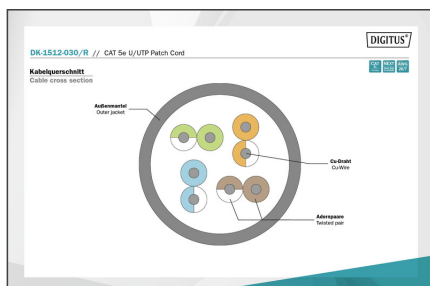 DIGITUS®
DK-1512-030/R // CAT 5e U/UTP Patch Cord
Kabelquerschnitt
Cable cross section
Außenmantel
Outer jacket
Cu-Draht
Cu-Wire
Aderspaare
Twisted pair